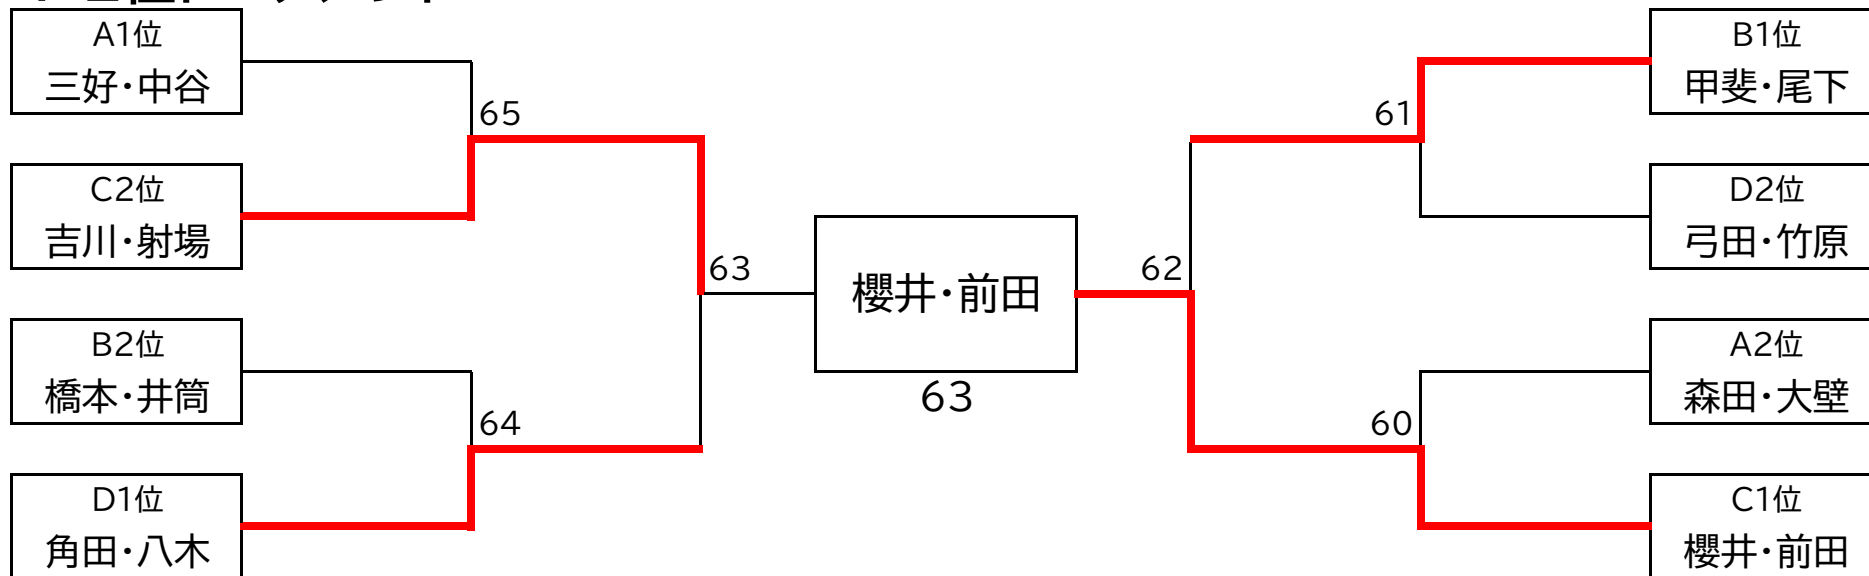 A1位
三好・中谷
C2位
吉川・射場
B2位
橋本・井筒
D1位
角田・八木
65
64
63
櫻井・前田
63
62
61
60
B1位
甲斐・尾下
D2位
弓田・竹原
A2位
森田・大壁
C1位
櫻井・前田